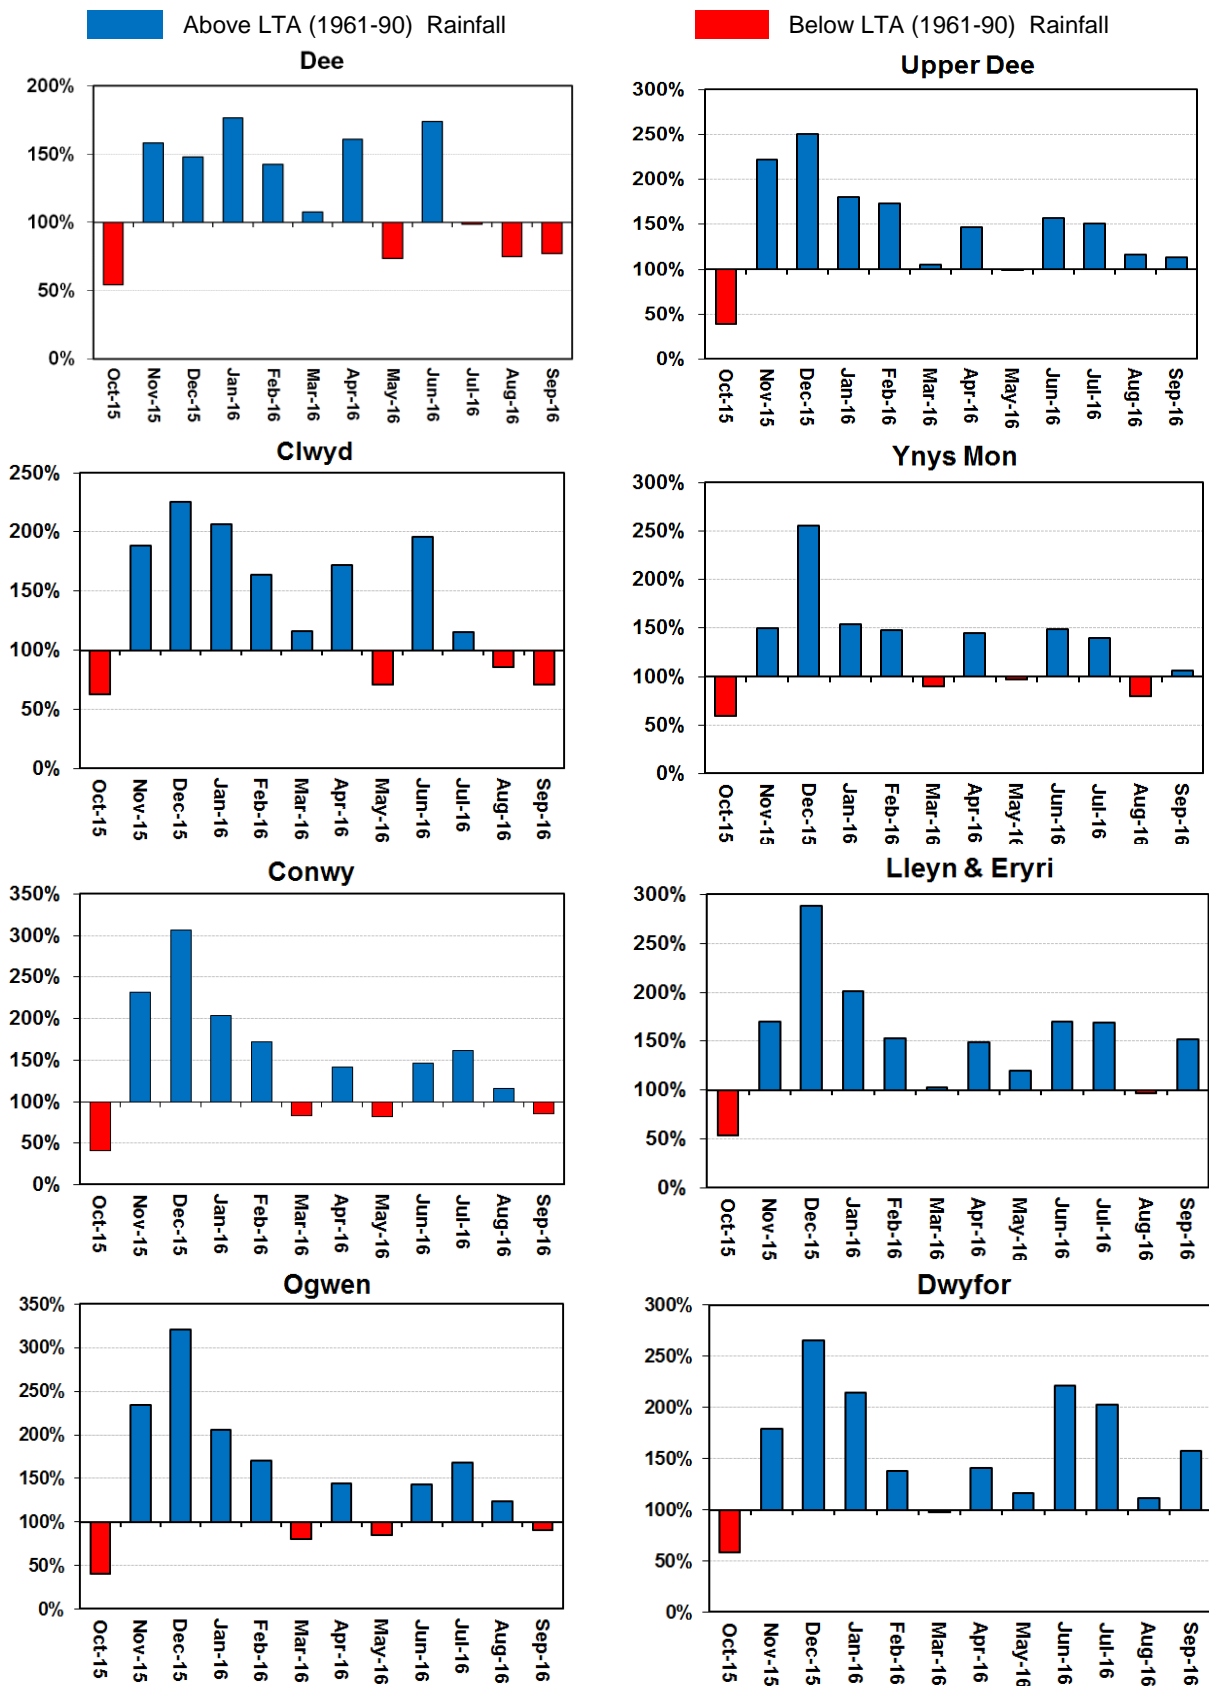 Above LTA (1961-90) Rainfall
Below LTA (1961-90) Rainfall
Dee
200%
150%
100%
50%
0%
Oct-15
Nov-15
Dec-15
Jan-16
Feb-16
Mar-16
Apr-16
May-16
Jun-16
Jul-16
Aug-16
Sep-16
Upper Dee
300%
250%
200%
150%
100%
50%
0%
Oct-15
Nov-15
Dec-15
Jan-16
Feb-16
Mar-16
Apr-16
May-16
Jun-16
Jul-16
Aug-16
Sep-16
Clwyd
250%
200%
150%
100%
50%
0%
Oct-15
Nov-15
Dec-15
Jan-16
Feb-16
Mar-16
Apr-16
May-16
Jun-16
Jul-16
Aug-16
Sep-16
Ynys Mon
300%
250%
200%
150%
100%
50%
0%
Oct-15
Nov-15
Dec-15
Jan-16
Feb-16
Mar-16
Apr-16
May-16
Jun-16
Jul-16
Aug-16
Sep-16
Conwy
350%
300%
250%
200%
150%
100%
50%
0%
Oct-15
Nov-15
Dec-15
Jan-16
Feb-16
Mar-16
Apr-16
May-16
Jun-16
Jul-16
Aug-16
Sep-16
Lleyn & Eryri
300%
250%
200%
150%
100%
50%
0%
Oct-15
Nov-15
Dec-15
Jan-16
Feb-16
Mar-16
Apr-16
May-16
Jun-16
Jul-16
Aug-16
Sep-16
Ogwen
350%
300%
250%
200%
150%
100%
50%
0%
Oct-15
Nov-15
Dec-15
Jan-16
Feb-16
Mar-16
Apr-16
May-16
Jun-16
Jul-16
Aug-16
Sep-16
Dwyfor
300%
250%
200%
150%
100%
50%
0%
Oct-15
Nov-15
Dec-15
Jan-16
Feb-16
Mar-16
Apr-16
May-16
Jun-16
Jul-16
Aug-16
Sep-16